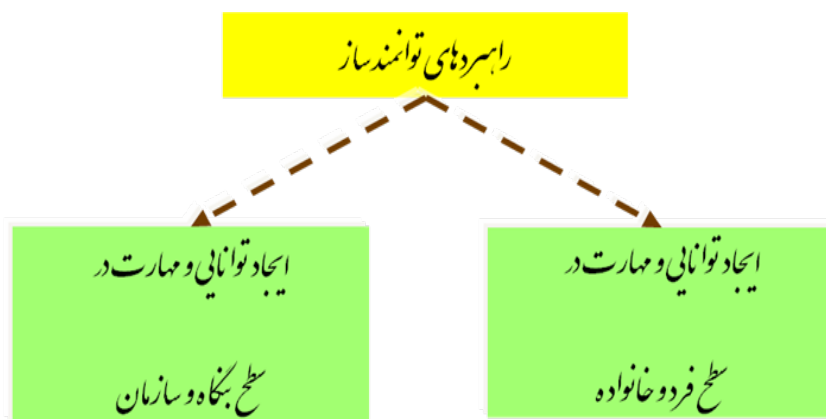 راهبردهای توانمندساز
ایجاد توانایی و مهارت در
سطح فرد و خانواده
ایجاد توانایی و مهارت در
سطح بنگاه و سازمان